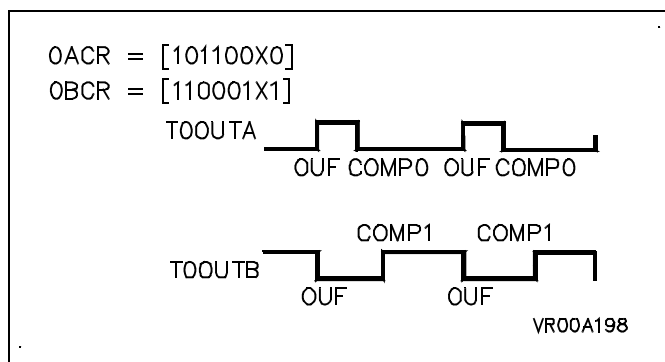 OACR = [101100X0]
OBCR = [110001X1]
T0OUTA
OUF COMP0 OUF COMP0
COMP1 COMP1
T0OUTB
OUF OUF
VR00A198